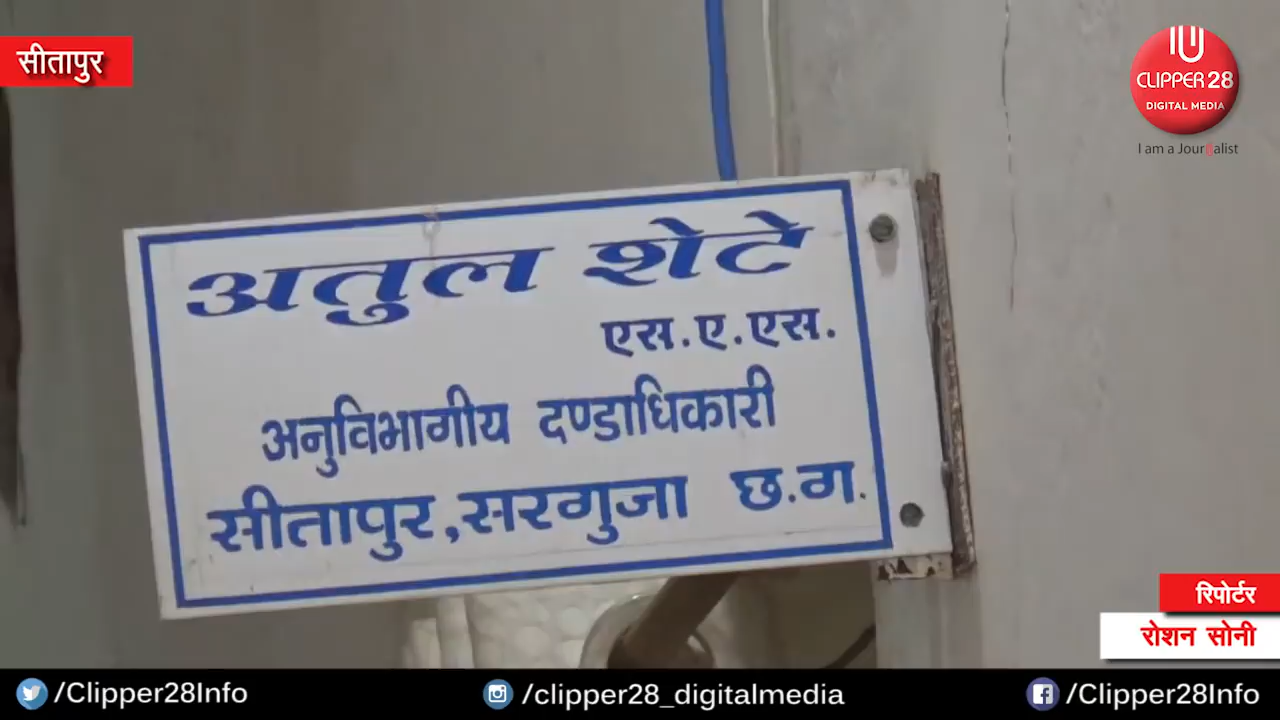 सीतापुर
CLIPPER 28
DIGITAL MEDIA
I am a Journalist
अतुल शेटे
एस.ए.एस.
अनुविभागीय दण्डाधिकारी
सीतापुर,सरगुजा छ.ग.
रिपोर्टर
रोशन सोनी
/Clipper28Info
/clipper28_digitalmedia
/Clipper28Info